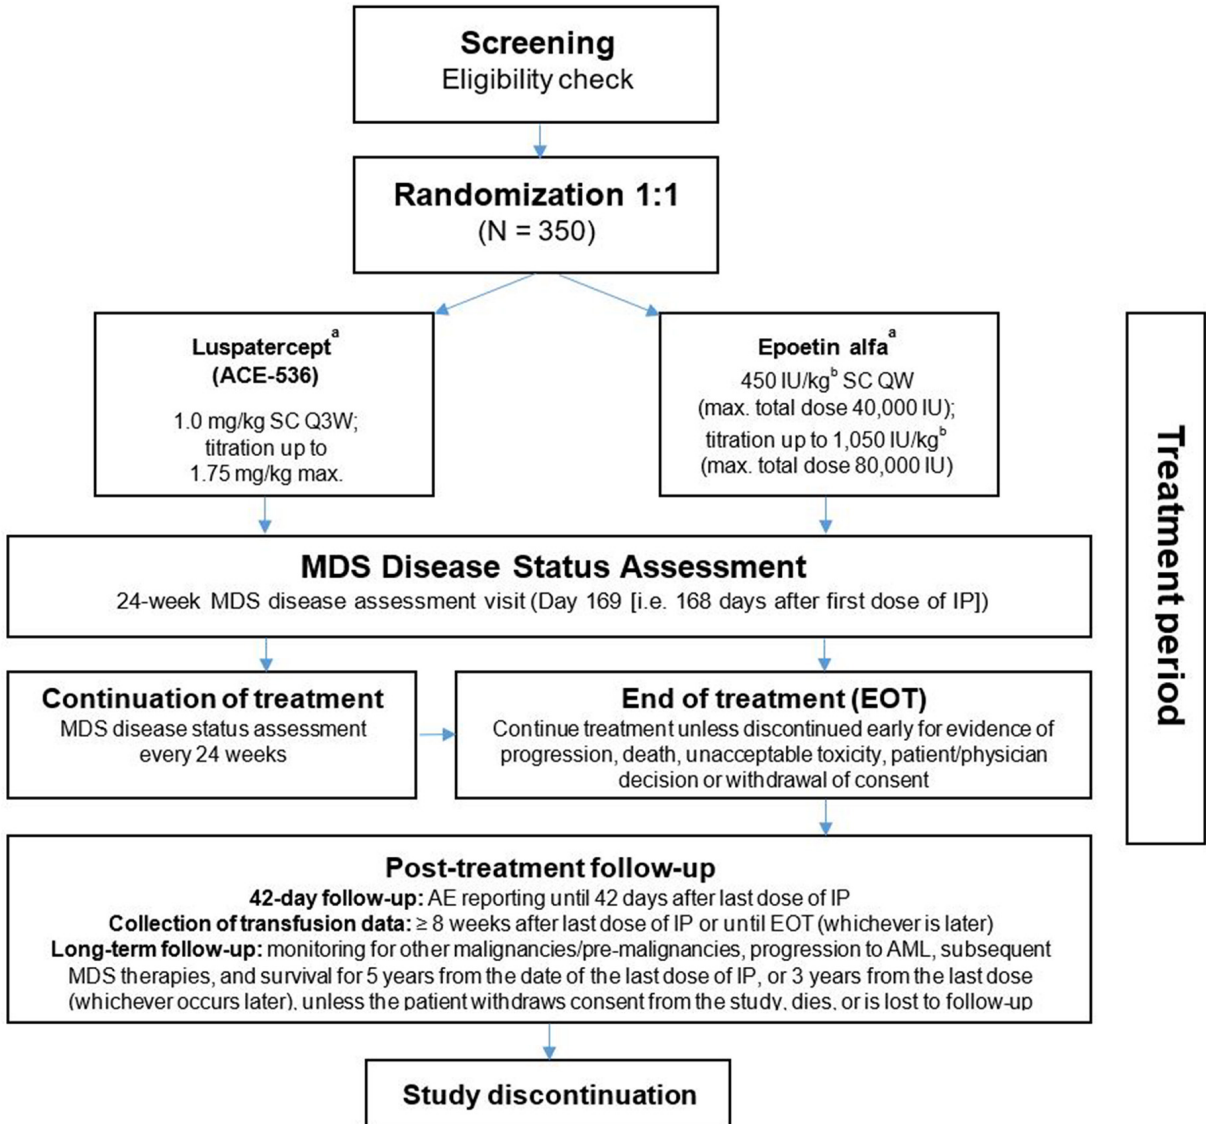 Screening
Eligibility check
Randomization 1:1
(N = 350)
Luspatercept^a
(ACE-536)
1.0 mg/kg SC Q3W;
titration up to
1.75 mg/kg max.
Epoetin alfa^a
450 IU/kg^b SC QW
(max. total dose 40,000 IU);
titration up to 1,050 IU/kg^b
(max. total dose 80,000 IU)
Treatment period
MDS Disease Status Assessment
24-week MDS disease assessment visit (Day 169 [i.e. 168 days after first dose of IP])
Continuation of treatment
MDS disease status assessment
every 24 weeks
End of treatment (EOT)
Continue treatment unless discontinued early for evidence of
progression, death, unacceptable toxicity, patient/physician
decision or withdrawal of consent
Post-treatment follow-up
42-day follow-up: AE reporting until 42 days after last dose of IP
Collection of transfusion data: ≥ 8 weeks after last dose of IP or until EOT (whichever is later)
Long-term follow-up: monitoring for other malignancies/pre-malignancies, progression to AML, subsequent
MDS therapies, and survival for 5 years from the date of the last dose of IP, or 3 years from the last dose
(whichever occurs later), unless the patient withdraws consent from the study, dies, or is lost to follow-up
Study discontinuation